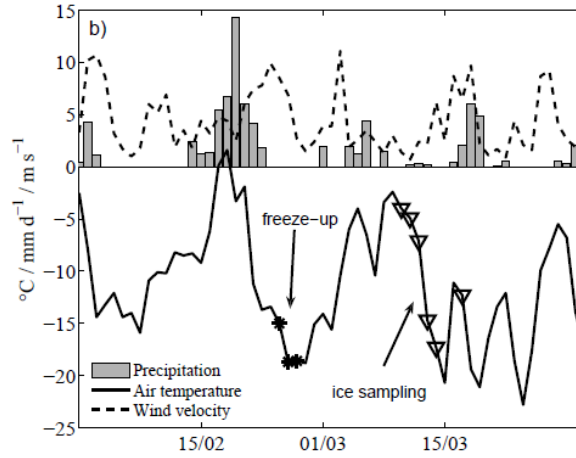 b)
15
10
5
0
−5
−10
−15
−20
−25
°C / mm d⁻¹ / m s⁻¹
freeze-up
ice sampling
Precipitation
Air temperature
Wind velocity
15/02 01/03 15/03